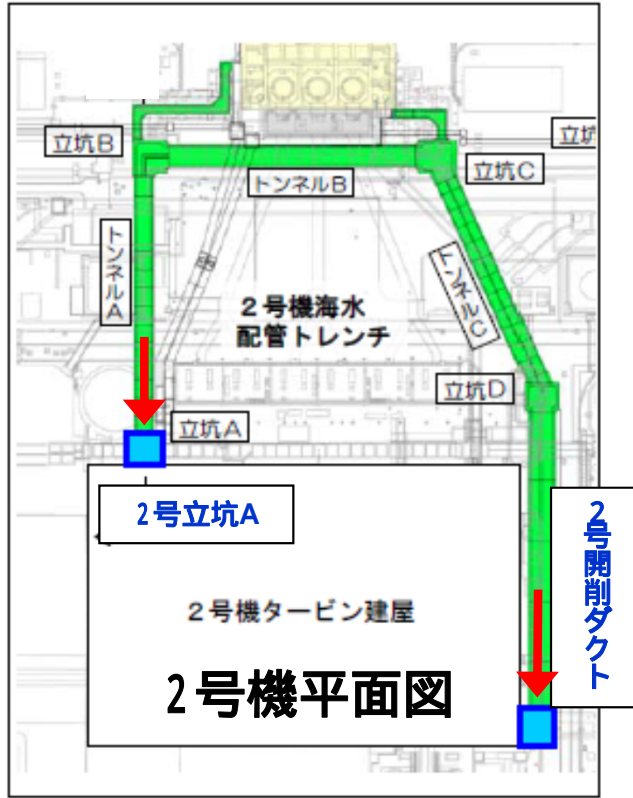 立坑B
立坑
トンネルB
立坑C
トンネルA
トンネルC
2号機海水
配管トレンチ
立坑D
立坑A
2号立坑A
2号開削ダクト
2号機タービン建屋
2号機平面図